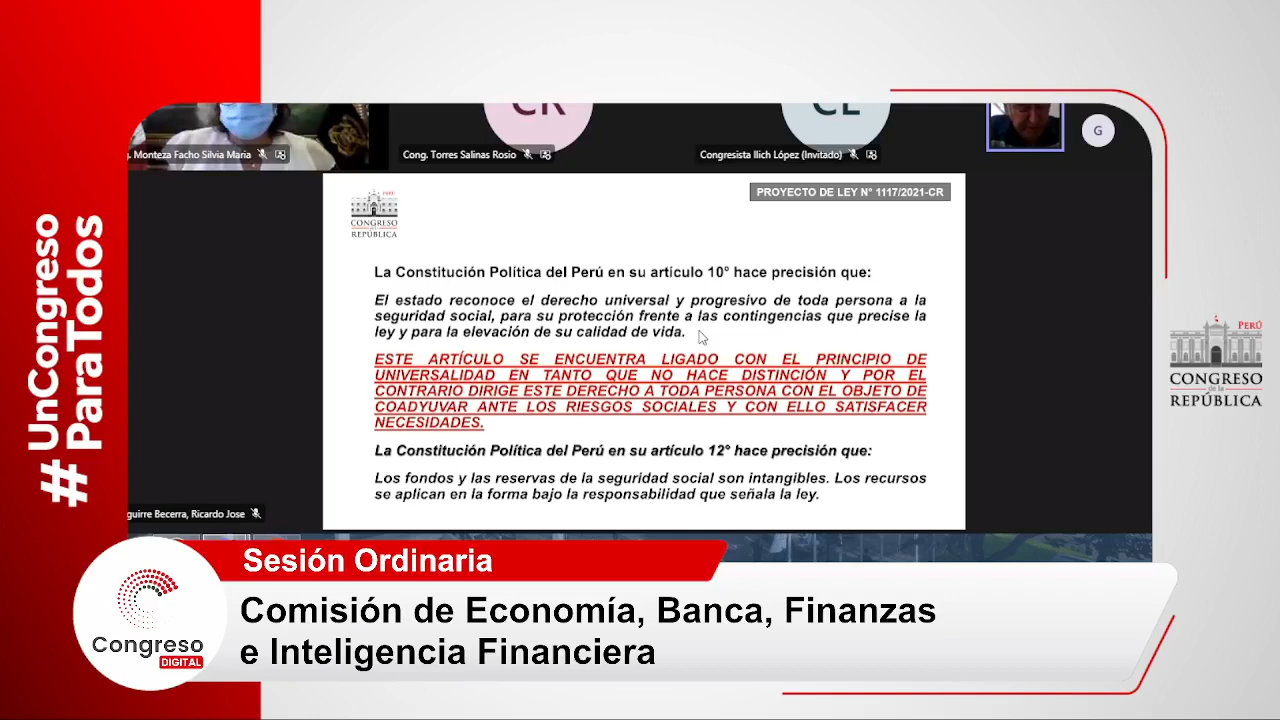 #UnCongreso
ParaTodos
. Monteza Facho Silvia Maria
CR
Cong. Torres Salinas Rosio
Congresista Ilich López (Invitado)
G
PERÚ
CONGRESO
REPÚBLICA
PROYECTO DE LEY N° 1117/2021-CR
La Constitución Política del Perú en su artículo 10° hace precisión que:
El estado reconoce el derecho universal y progresivo de toda persona a la
seguridad social, para su protección frente a las contingencias que precise la
ley y para la elevación de su calidad de vida.
ESTE ARTÍCULO SE ENCUENTRA LIGADO CON EL PRINCIPIO DE
UNIVERSALIDAD EN TANTO QUE NO HACE DISTINCIÓN Y POR EL
CONTRARIO DIRIGE ESTE DERECHO A TODA PERSONA CON EL OBJETO DE
COADYUVAR ANTE LOS RIESGOS SOCIALES Y CON ELLO SATISFACER
NECESIDADES.
La Constitución Política del Perú en su artículo 12° hace precisión que:
Los fondos y las reservas de la seguridad social son intangibles. Los recursos
se aplican en la forma bajo la responsabilidad que señala la ley.
guirre Becerra, Ricardo Jose
PERÚ
CONGRESO
de la
REPÚBLICA
Sesión Ordinaria
Comisión de Economía, Banca, Finanzas
e Inteligencia Financiera
Congreso
DIGITAL